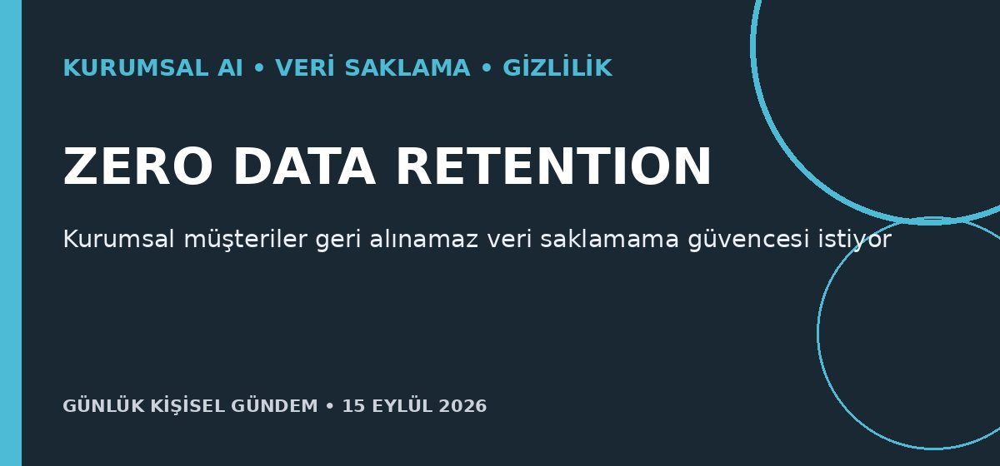 KURUMSAL AI • VERİ SAKLAMA • GİZLİLİK
ZERO DATA RETENTION
Kurumsal müşteriler geri alınamaz veri saklamama güvencesi istiyor
GÜNLÜK KİŞİSEL GÜNDEM • 15 EYLÜL 2026